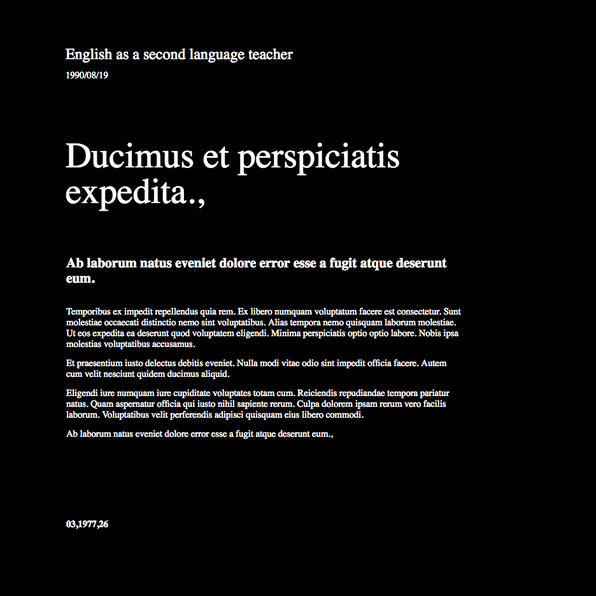 English as a second language teacher
1990/08/19
Ducimus et perspiciatis
expedita.,
Ab laborum natus eveniet dolore error esse a fugit atque deserunt
eum.
Temporibus ex impedit repellendus quia rem. Ex libero numquam voluptatum facere est consectetur. Sunt
molestiae occaecati distinctio nemo sint voluptatibus. Alias tempora nemo quisquam laborum molestiae.
Ut eos expedita ea deserunt quod voluptatem eligendi. Minima perspiciatis optio optio labore. Nobis ipsa
molestias voluptatibus accusamus.
Et praesentium iusto delectus debitis eveniet. Nulla modi vitae odio sint impedit officia facere. Autem
cum velit nesciunt quidem ducimus aliquid.
Eligendi iure numquam iure cupiditate voluptates totam cum. Reiciendis repudiandae tempora pariatur
natus. Quam aspernatur officia qui iusto nihil sapiente rerum. Culpa dolorem ipsam rerum vero facilis
laborum. Voluptatibus velit perferendis adipisci quisquam eius libero commodi.
Ab laborum natus eveniet dolore error esse a fugit atque deserunt eum.,
03,1977,26